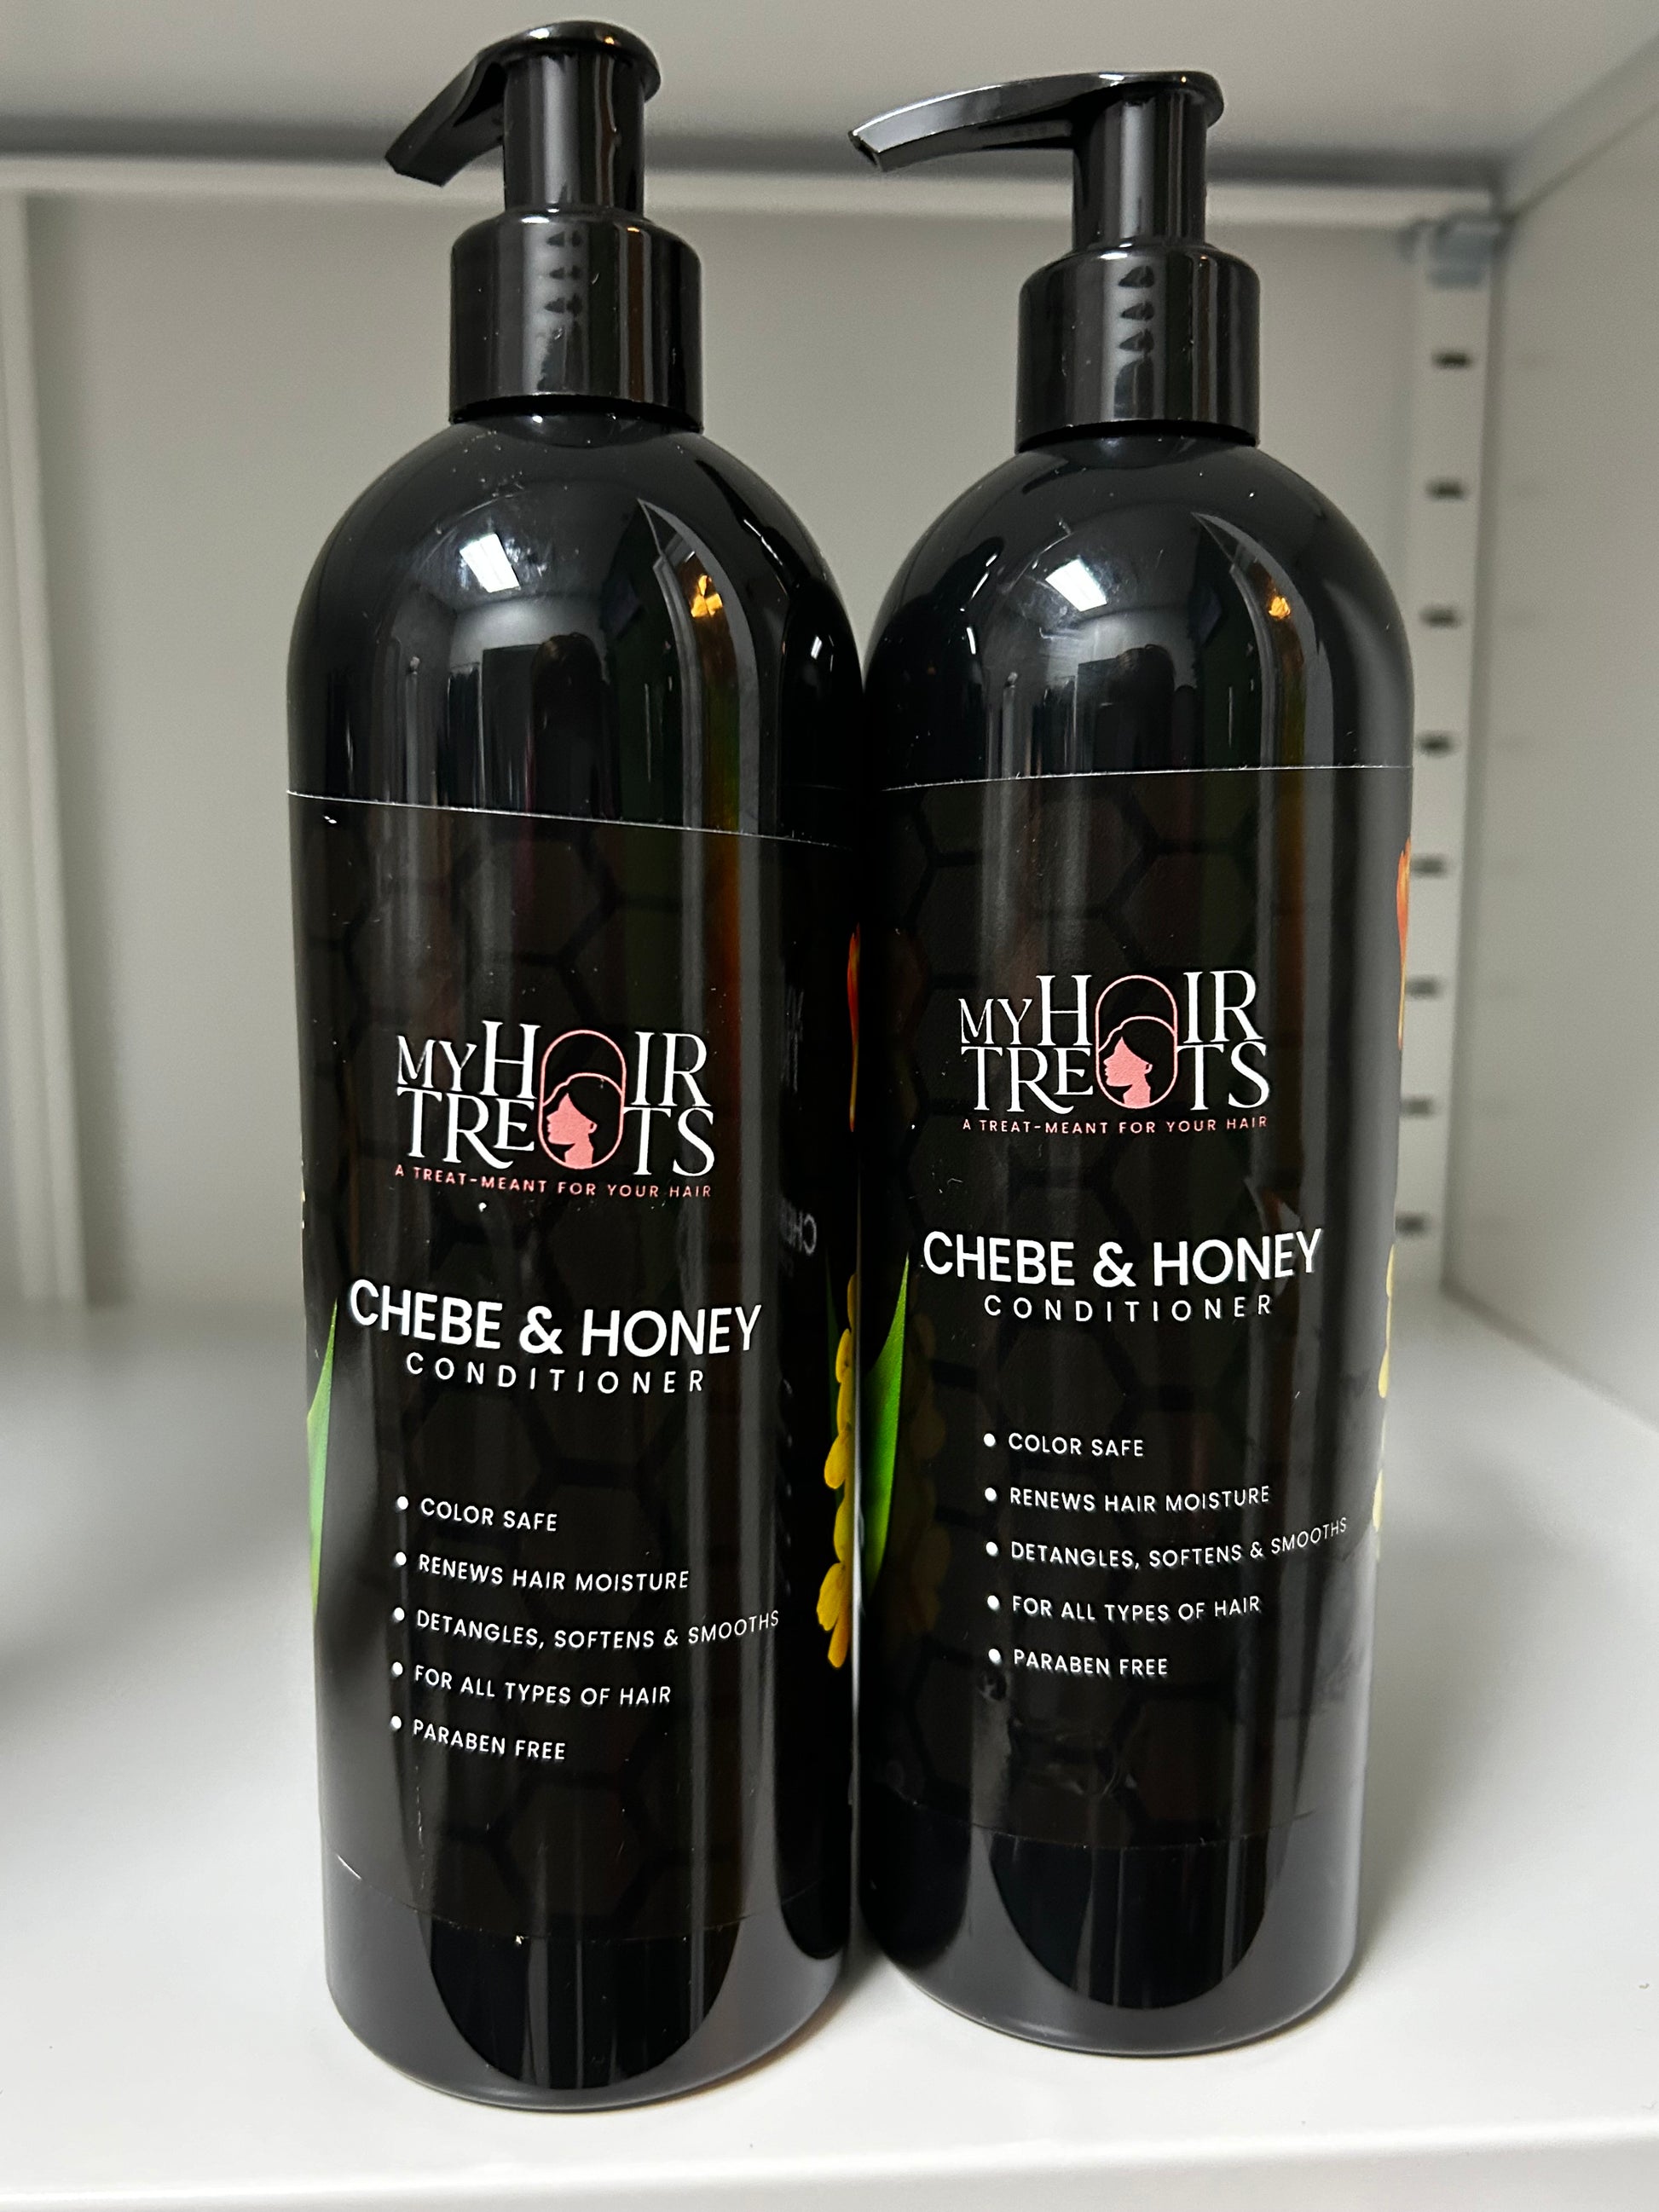 MY HAIR
TREATS
A TREAT-MEANT FOR YOUR HAIR
CHEBE & HONEY
CONDITIONER
• COLOR SAFE
• RENEWS HAIR MOISTURE
• DETANGLES, SOFTENS & SMOOTHS
• FOR ALL TYPES OF HAIR
• PARABEN FREE
MY HAIR
TREATS
A TREAT-MEANT FOR YOUR HAIR
CHEBE & HONEY
CONDITIONER
• COLOR SAFE
• RENEWS HAIR MOISTURE
• DETANGLES, SOFTENS & SMOOTHS
• FOR ALL TYPES OF HAIR
• PARABEN FREE